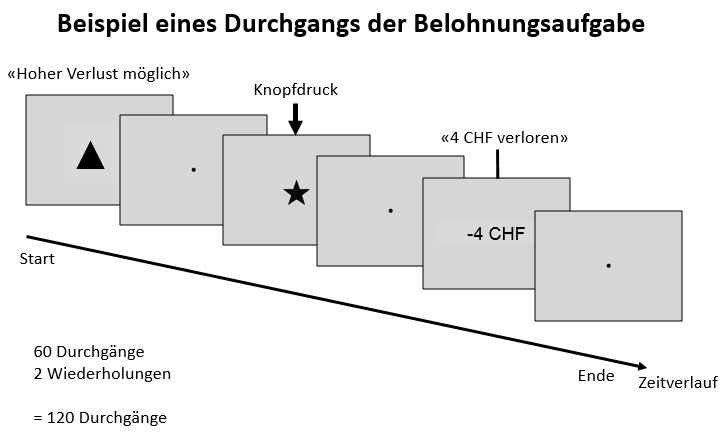 Beispiel eines Durchgangs der Belohnungsaufgabe
«Hoher Verlust möglich»
Knopfdruck
«4 CHF verloren»
-4 CHF
Start
60 Durchgänge
2 Wiederholungen
= 120 Durchgänge
Ende
Zeitverlauf